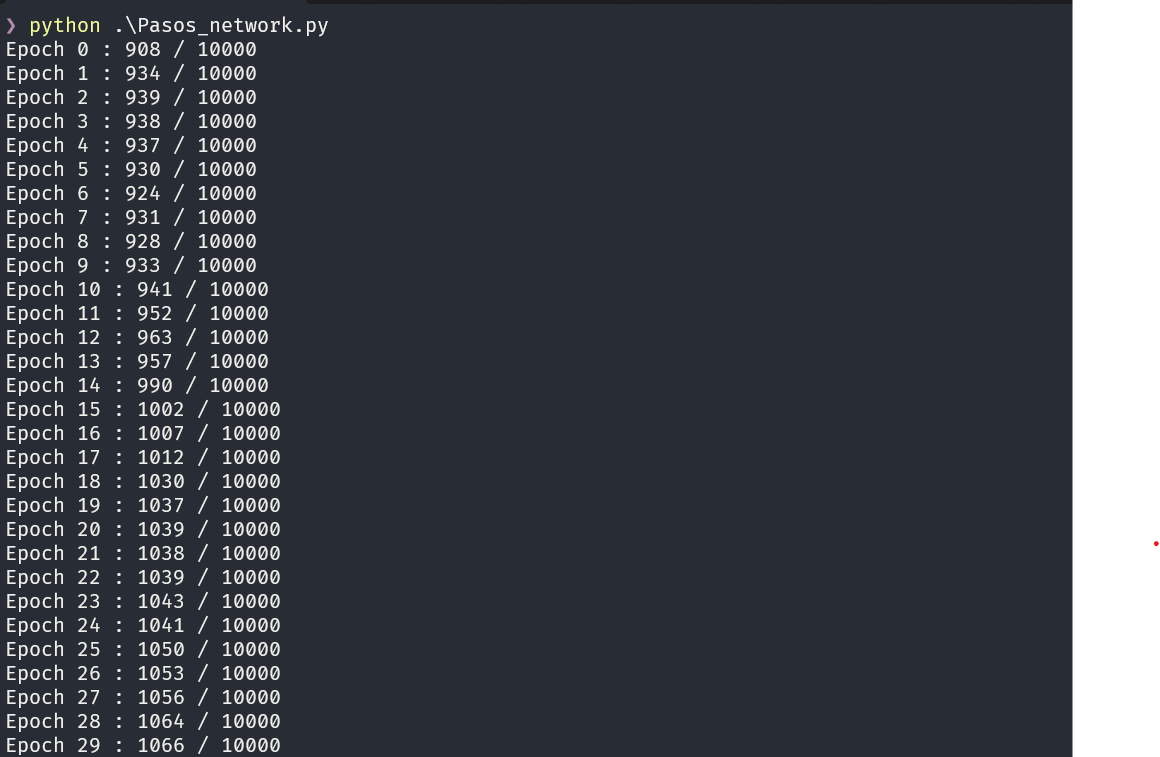 ❯ python .\Pasos_network.py
Epoch 0 : 908 / 10000
Epoch 1 : 934 / 10000
Epoch 2 : 939 / 10000
Epoch 3 : 938 / 10000
Epoch 4 : 937 / 10000
Epoch 5 : 930 / 10000
Epoch 6 : 924 / 10000
Epoch 7 : 931 / 10000
Epoch 8 : 928 / 10000
Epoch 9 : 933 / 10000
Epoch 10 : 941 / 10000
Epoch 11 : 952 / 10000
Epoch 12 : 963 / 10000
Epoch 13 : 957 / 10000
Epoch 14 : 990 / 10000
Epoch 15 : 1002 / 10000
Epoch 16 : 1007 / 10000
Epoch 17 : 1012 / 10000
Epoch 18 : 1030 / 10000
Epoch 19 : 1037 / 10000
Epoch 20 : 1039 / 10000
Epoch 21 : 1038 / 10000
Epoch 22 : 1039 / 10000
Epoch 23 : 1043 / 10000
Epoch 24 : 1041 / 10000
Epoch 25 : 1050 / 10000
Epoch 26 : 1053 / 10000
Epoch 27 : 1056 / 10000
Epoch 28 : 1064 / 10000
Epoch 29 : 1066 / 10000